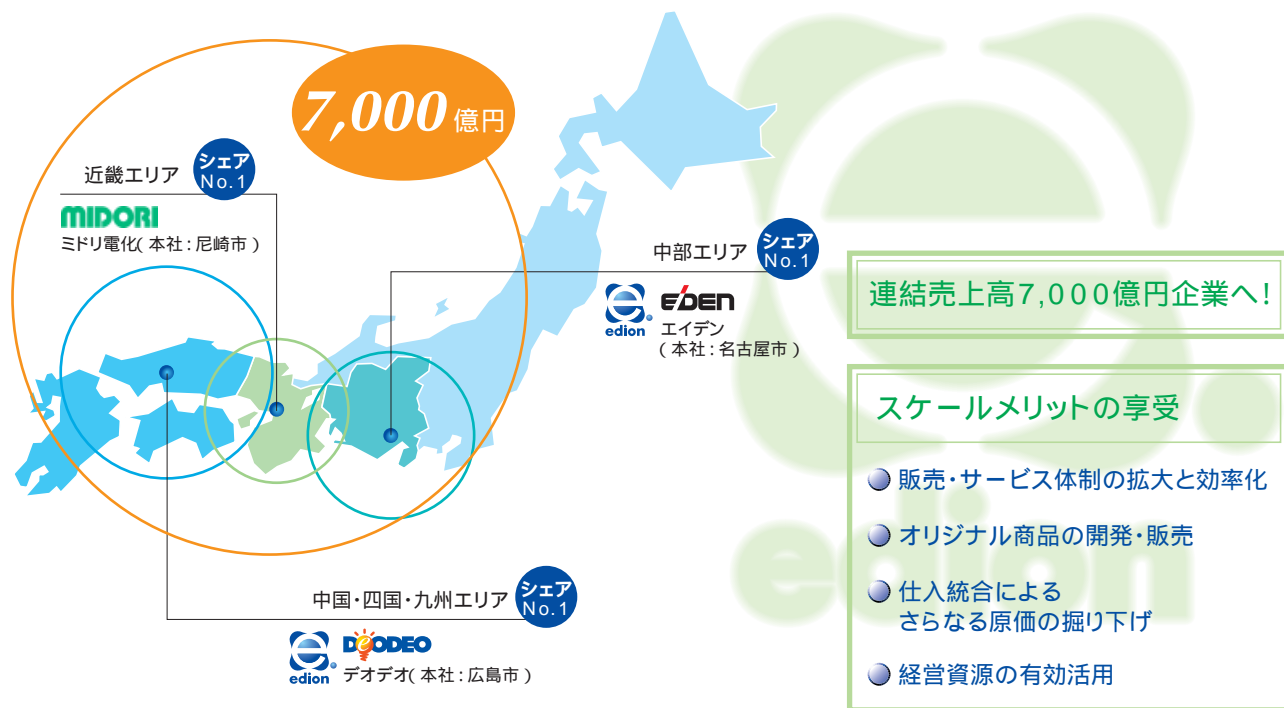 7,000億円
近畿エリア
シェア
No.1
MIDORI
ミドリ電化(本社:尼崎市)
中部エリア
シェア
No.1
edion
EDEN
エイデン
(本社:名古屋市)
中国・四国・九州エリア
シェア
No.1
edion
DeODEO
デオデオ(本社:広島市)
連結売上高7,000億円企業へ!
スケールメリットの享受
販売・サービス体制の拡大と効率化
オリジナル商品の開発・販売
仕入統合による
さらなる原価の掘り下げ
経営資源の有効活用
edion